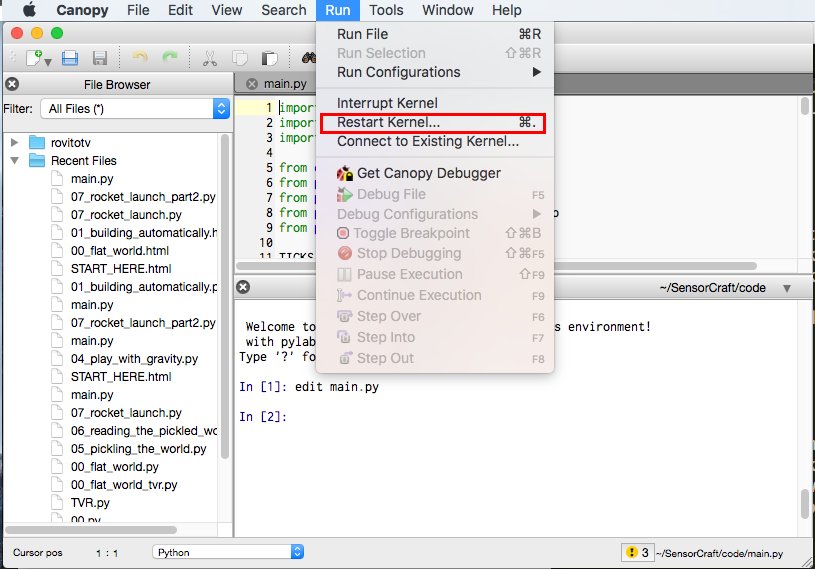 Canopy File Edit View Search Run Tools Window Help
Run File ⌘R
Run Selection ⇧⌘R
Run Configurations ▶
Interrupt Kernel
Restart Kernel... ⌘.
Connect to Existing Kernel...
Get Canopy Debugger
Debug File F5
Debug Configurations ▶
Toggle Breakpoint ⇧⌘B
Stop Debugging ⇧⌘F5
Pause Execution ⇧F9
Continue Execution F9
Step Over F6
Step Into F7
Step Out F8
File Browser
Filter: All Files (*)
rovitotv
Recent Files
main.py
07_rocket_launch_part2.py
07_rocket_launch.py
01_building_automatically.h
00_flat_world.html
START_HERE.html
01_building_automatically.p
main.py
07_rocket_launch_part2.py
main.py
04_play_with_gravity.py
START_HERE.html
main.py
07_rocket_launch.py
06_reading_the_pickled_wo
05_pickling_the_world.py
00_flat_world.py
00_flat_world_tvr.py
TVR.py
00.py
main.py
1 import
2 impor
3 impor
4
5 from
6 from p
7 from p
8 from p
9 from p
10
11 TICKS
~/SensorCraft/code
Welcome to s environment!
with pylab
Type '?' fo
In [1]: edit main.py
In [2]:
Cursor pos 1 : 1 Python 3 ~/SensorCraft/code/main.py